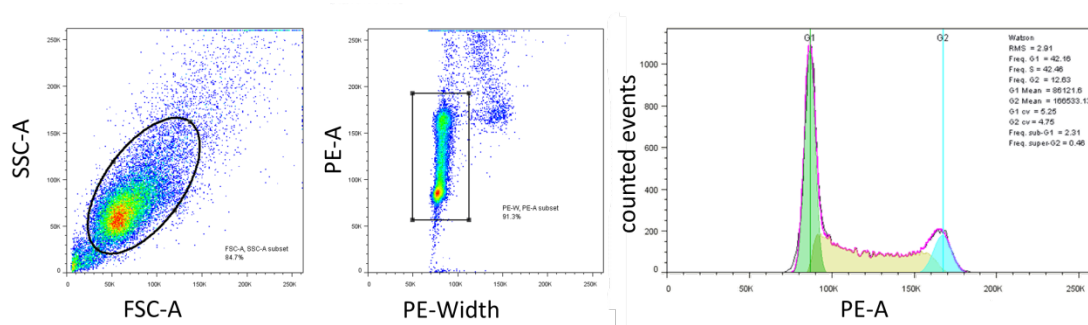 SSC-A
250K
200K
150K
100K
50K
0
FSC-A, SSC-A subset
84.7%
0
50K
100K
150K
200K
250K
FSC-A
PE-A
250K
200K
150K
100K
50K
0
PE-W, PE-A subset
91.3%
0
50K
100K
150K
200K
250K
PE-Width
counted events
1000
800
600
400
200
0
G1
G2
Watson
RMS = 2.91
Freq. G1 = 42.16
Freq. S = 42.46
Freq. G2 = 12.63
G1 Mean = 86121.6
G2 Mean = 166533.13
G1 cv = 5.25
G2 cv = 4.75
Freq. sub-G1 = 2.31
Freq. super-G2 = 0.46
0
50K
100K
150K
200K
PE-A